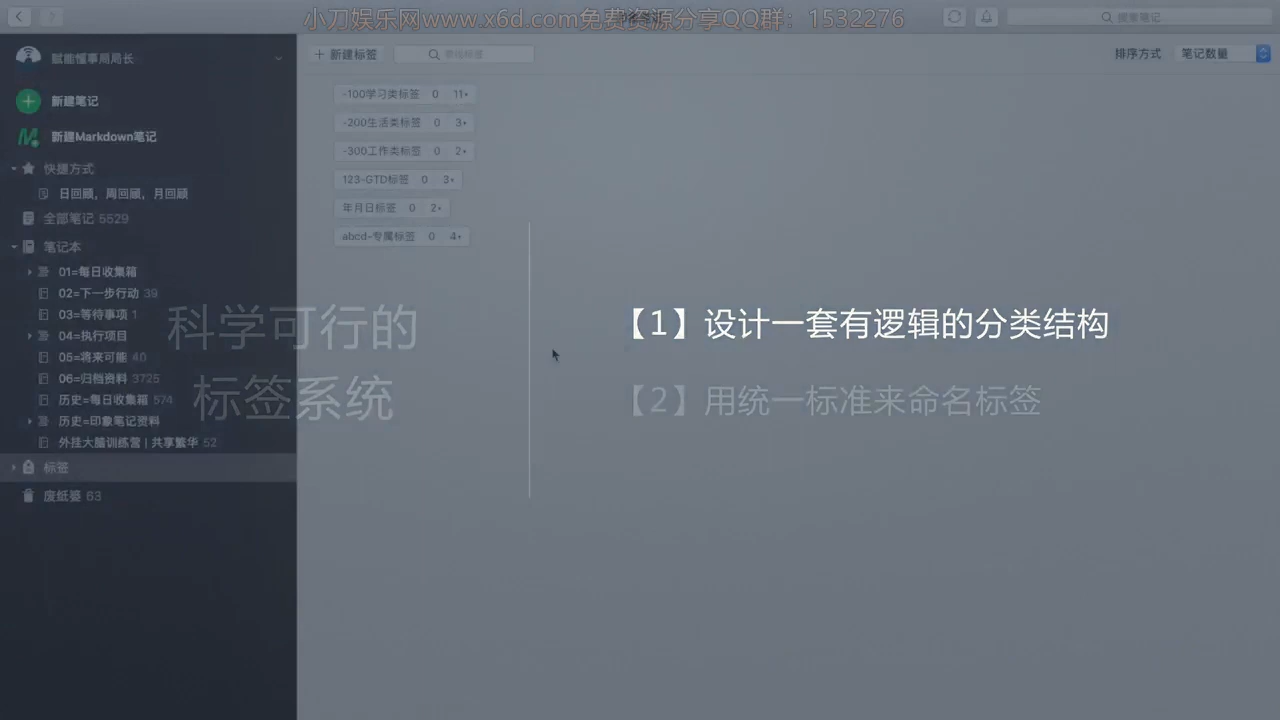 小刀娱乐网www.x6d.com免费资源分享QQ群：1532276
搜索笔记
赋能懂事局局长
新建标签
查找标签
排序方式 笔记数量
-100学习类标签 0 11
新建笔记
-200生活类标签 0 3
新建Markdown笔记
-300工作类标签 0 2
快捷方式
123-GTD标签 0 3
日回顾，周回顾，月回顾
年月日标签 0 2
全部笔记 5529
abcd-专属标签 0 4
笔记本
01=每日收集箱
02=下一步行动 39
03=等待事项 1
04=执行项目
05=将来可能 40
06=归档资料 3725
历史=每日收集箱 574
历史=印象笔记资料
外挂大脑训练营 | 共享繁华 52
标签
废纸篓 63
科学可行的
标签系统
【1】设计一套有逻辑的分类结构
【2】用统一标准来命名标签